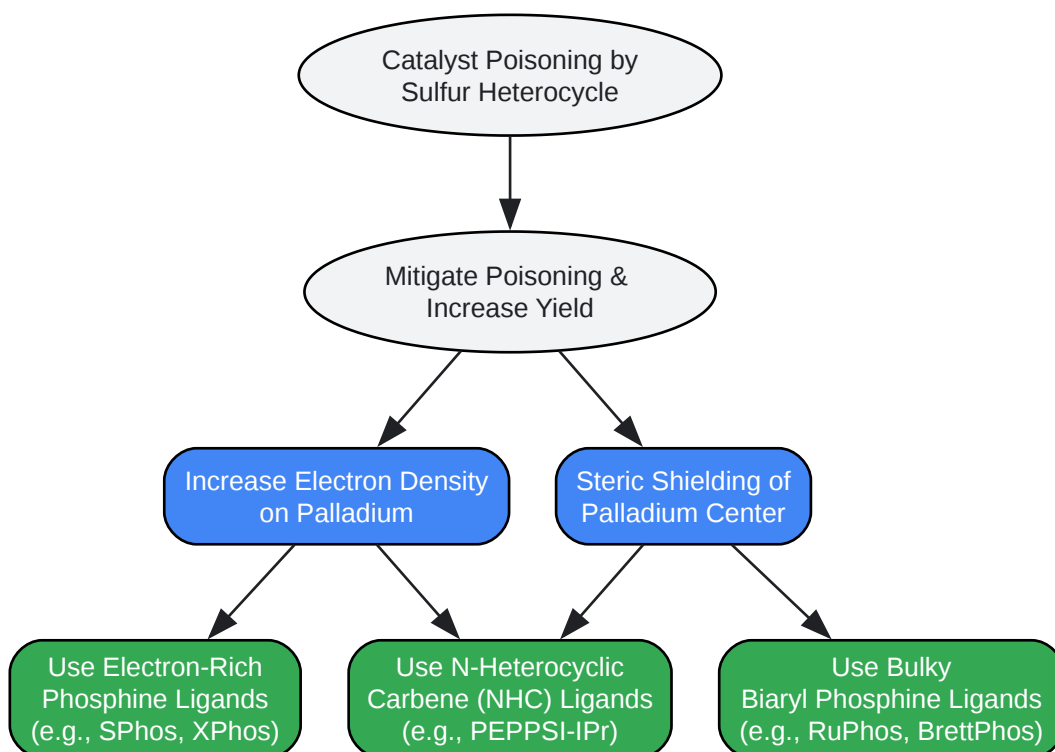 Catalyst Poisoning by
Sulfur Heterocycle
Mitigate Poisoning &
Increase Yield
Increase Electron Density
on Palladium
Steric Shielding of
Palladium Center
Use Electron-Rich
Phosphine Ligands
(e.g., SPhos, XPhos)
Use N-Heterocyclic
Carbene (NHC) Ligands
(e.g., PEPPSI-IPr)
Use Bulky
Biaryl Phosphine Ligands
(e.g., RuPhos, BrettPhos)